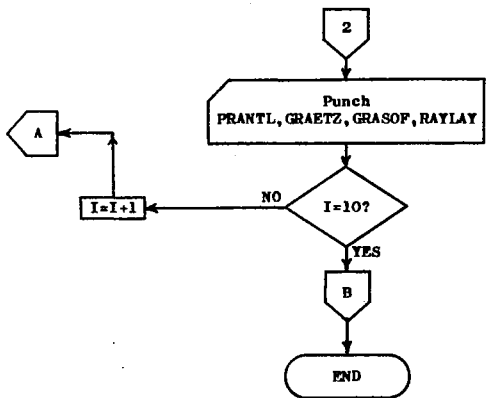 2
Punch
PRANTL,GRAETZ,GRASOF,RAYLAY
A
NO
I=10?
I=I+1
YES
B
END